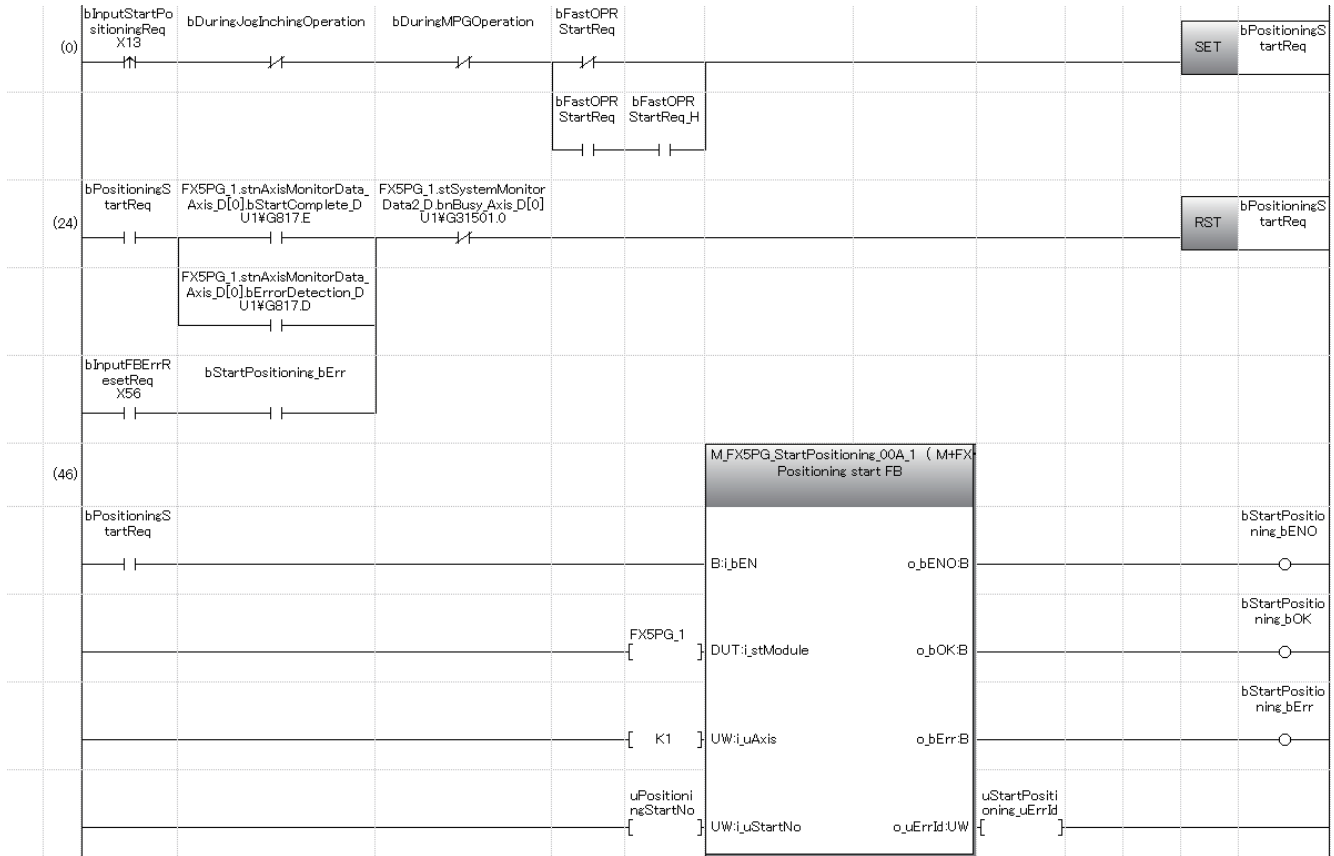 bInputStartPo
sitioningReq
X13
bDuringJogInchingOperation
bDuringMPGOperation
bFastOPR
StartReq
(0)
SET
bPositioningS
tartReq
bFastOPR
StartReq
bFastOPR
StartReq_H
bPositioningS
tartReq
FX5PG_1.stnAxisMonitorData_
Axis_D[0].bStartComplete_D
U1¥G817.E
FX5PG_1.stSystemMonitor
Data2_D.bnBusy_Axis_D[0]
U1¥G31501.0
(24)
RST
bPositioningS
tartReq
FX5PG_1.stnAxisMonitorData_
Axis_D[0].bErrorDetection_D
U1¥G817.D
bInputFBErrR
esetReq
X56
bStartPositioning_bErr
(46)
M_FX5PG_StartPositioning_00A_1 ( M+FX
Positioning start FB
bPositioningS
tartReq
B:i_bEN
o_bENO:B
bStartPositio
ning_bENO
FX5PG_1
DUT:i_stModule
o_bOK:B
bStartPositio
ning_bOK
K1
UW:i_uAxis
o_bErr:B
bStartPositio
ning_bErr
uPositioni
ngStartNo
UW:i_uStartNo
o_uErrId:UW
uStartPositi
oning_uErrId